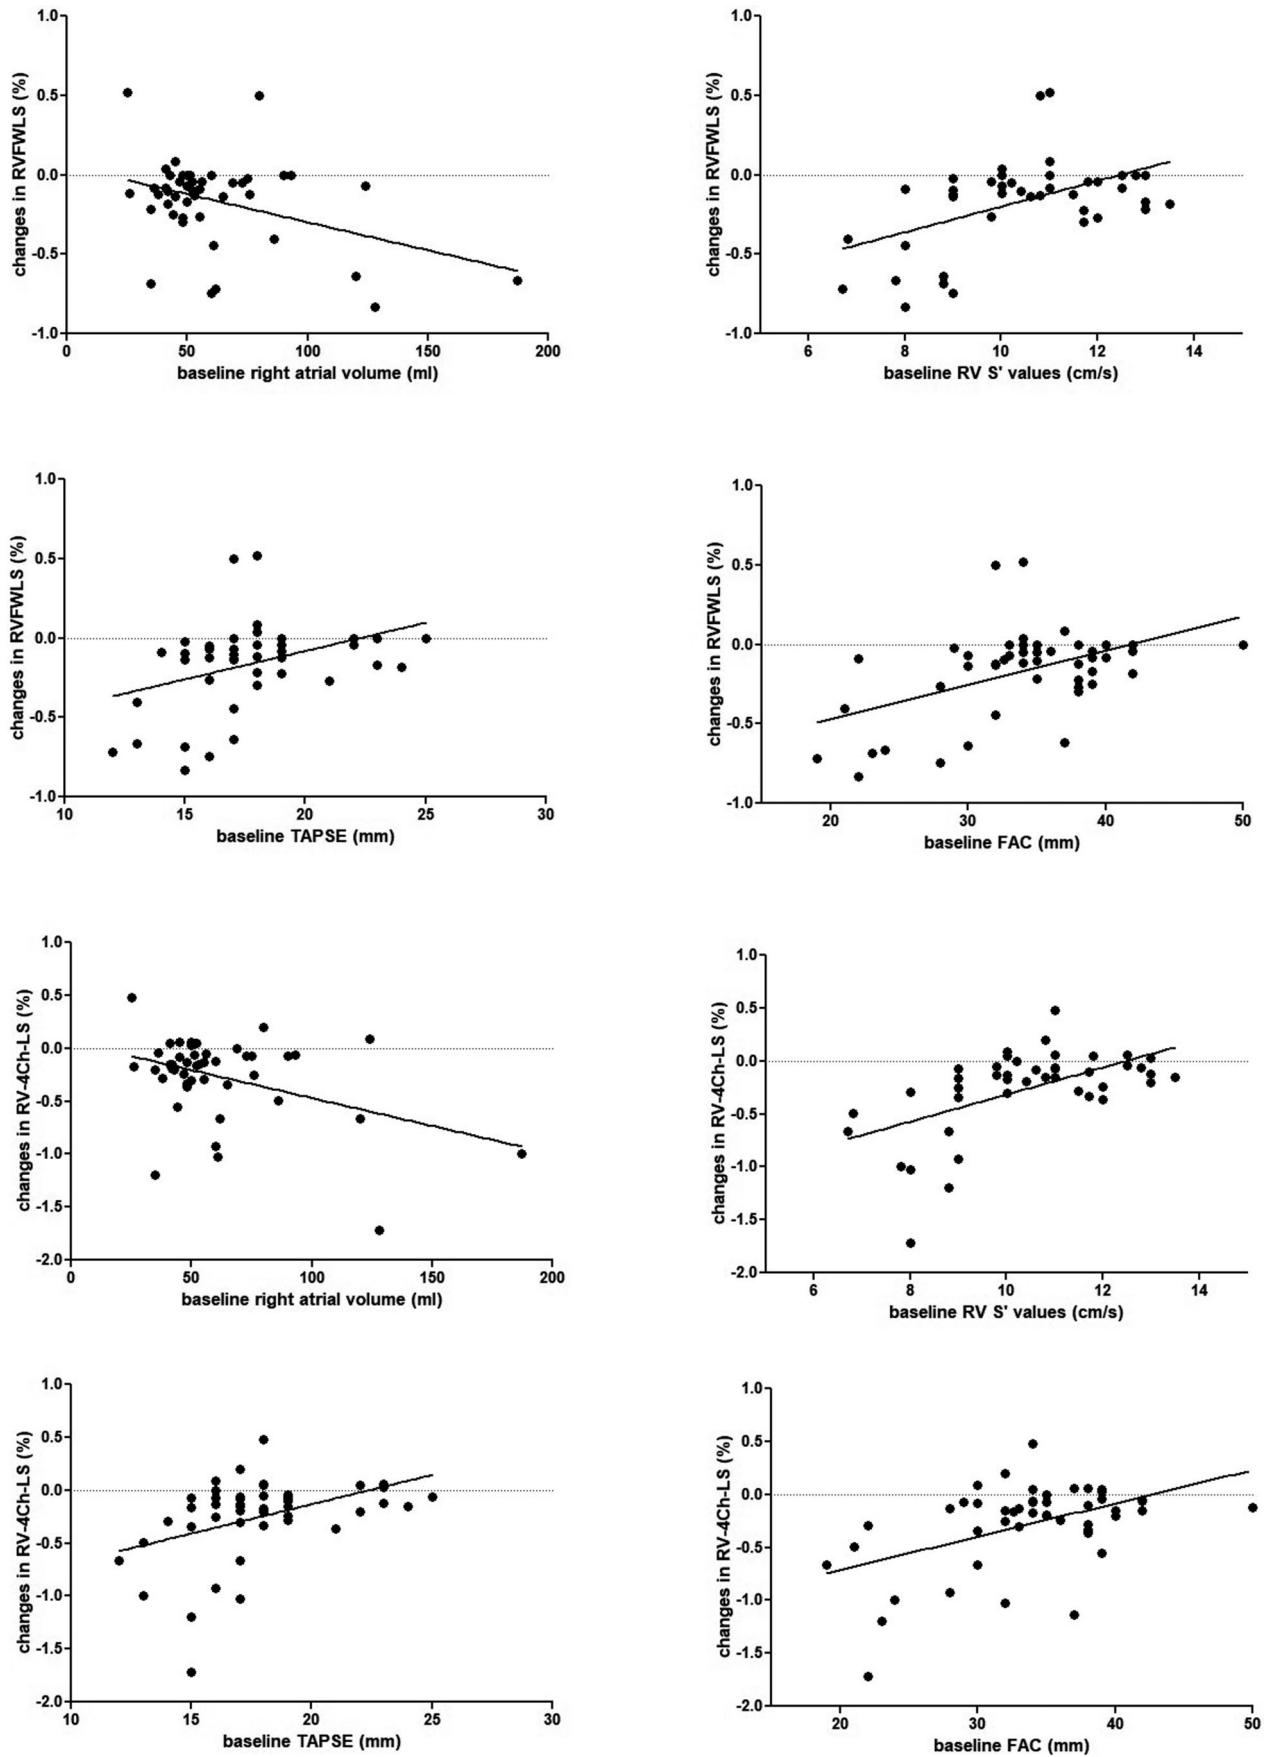 changes in RVFWLS (%)
1.0
0.5
0.0
-0.5
-1.0
0 50 100 150 200
baseline right atrial volume (ml)
changes in RVFWLS (%)
1.0
0.5
0.0
-0.5
-1.0
6 8 10 12 14
baseline RV S' values (cm/s)
changes in RVFWLS (%)
1.0
0.5
0.0
-0.5
-1.0
10 15 20 25 30
baseline TAPSE (mm)
changes in RVFWLS (%)
1.0
0.5
0.0
-0.5
-1.0
20 30 40 50
baseline FAC (mm)
changes in RV-4Ch-LS (%)
1.0
0.5
0.0
-0.5
-1.0
-1.5
-2.0
0 50 100 150 200
baseline right atrial volume (ml)
changes in RV-4Ch-LS (%)
1.0
0.5
0.0
-0.5
-1.0
-1.5
-2.0
6 8 10 12 14
baseline RV S' values (cm/s)
changes in RV-4Ch-LS (%)
1.0
0.5
0.0
-0.5
-1.0
-1.5
-2.0
10 15 20 25 30
baseline TAPSE (mm)
changes in RV-4Ch-LS (%)
1.0
0.5
0.0
-0.5
-1.0
-1.5
-2.0
20 30 40 50
baseline FAC (mm)